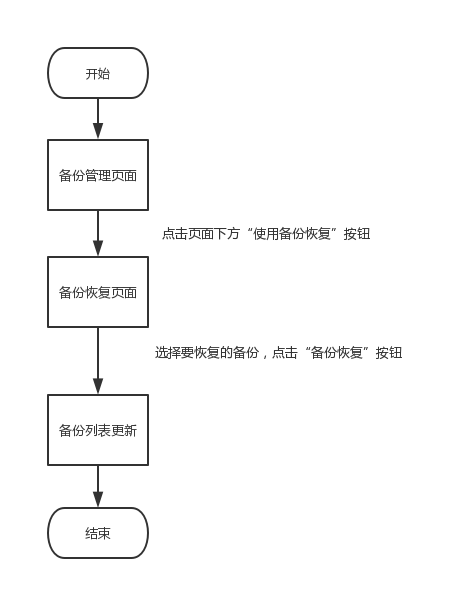 开始
备份管理页面
点击页面下方“使用备份恢复”按钮
备份恢复页面
选择要恢复的备份，点击“备份恢复”按钮
备份列表更新
结束